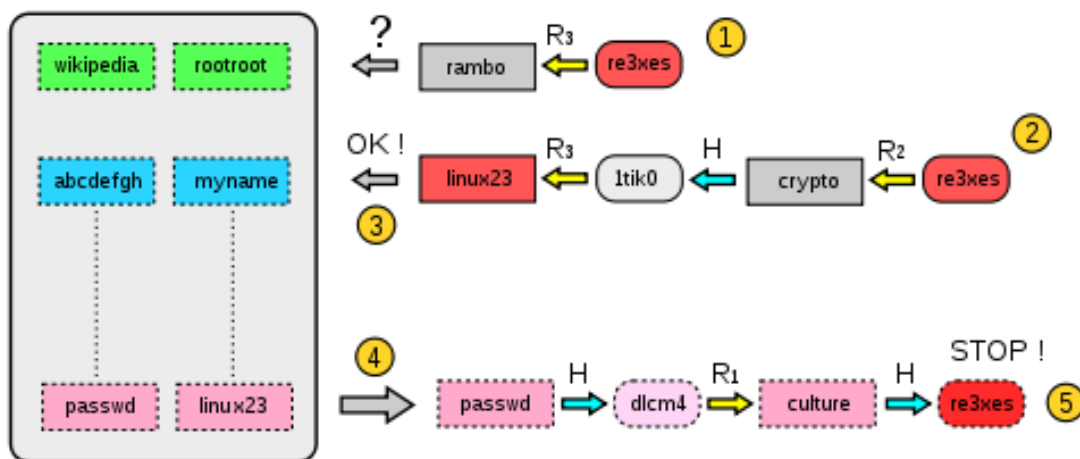 wikipedia rootroot ? rambo R3 re3xes 1
abcdefgh myname OK ! linux23 R3 1tik0 H crypto R2 re3xes 2
3
passwd linux23 4 passwd H dlcm4 R1 culture H re3xes STOP ! 5